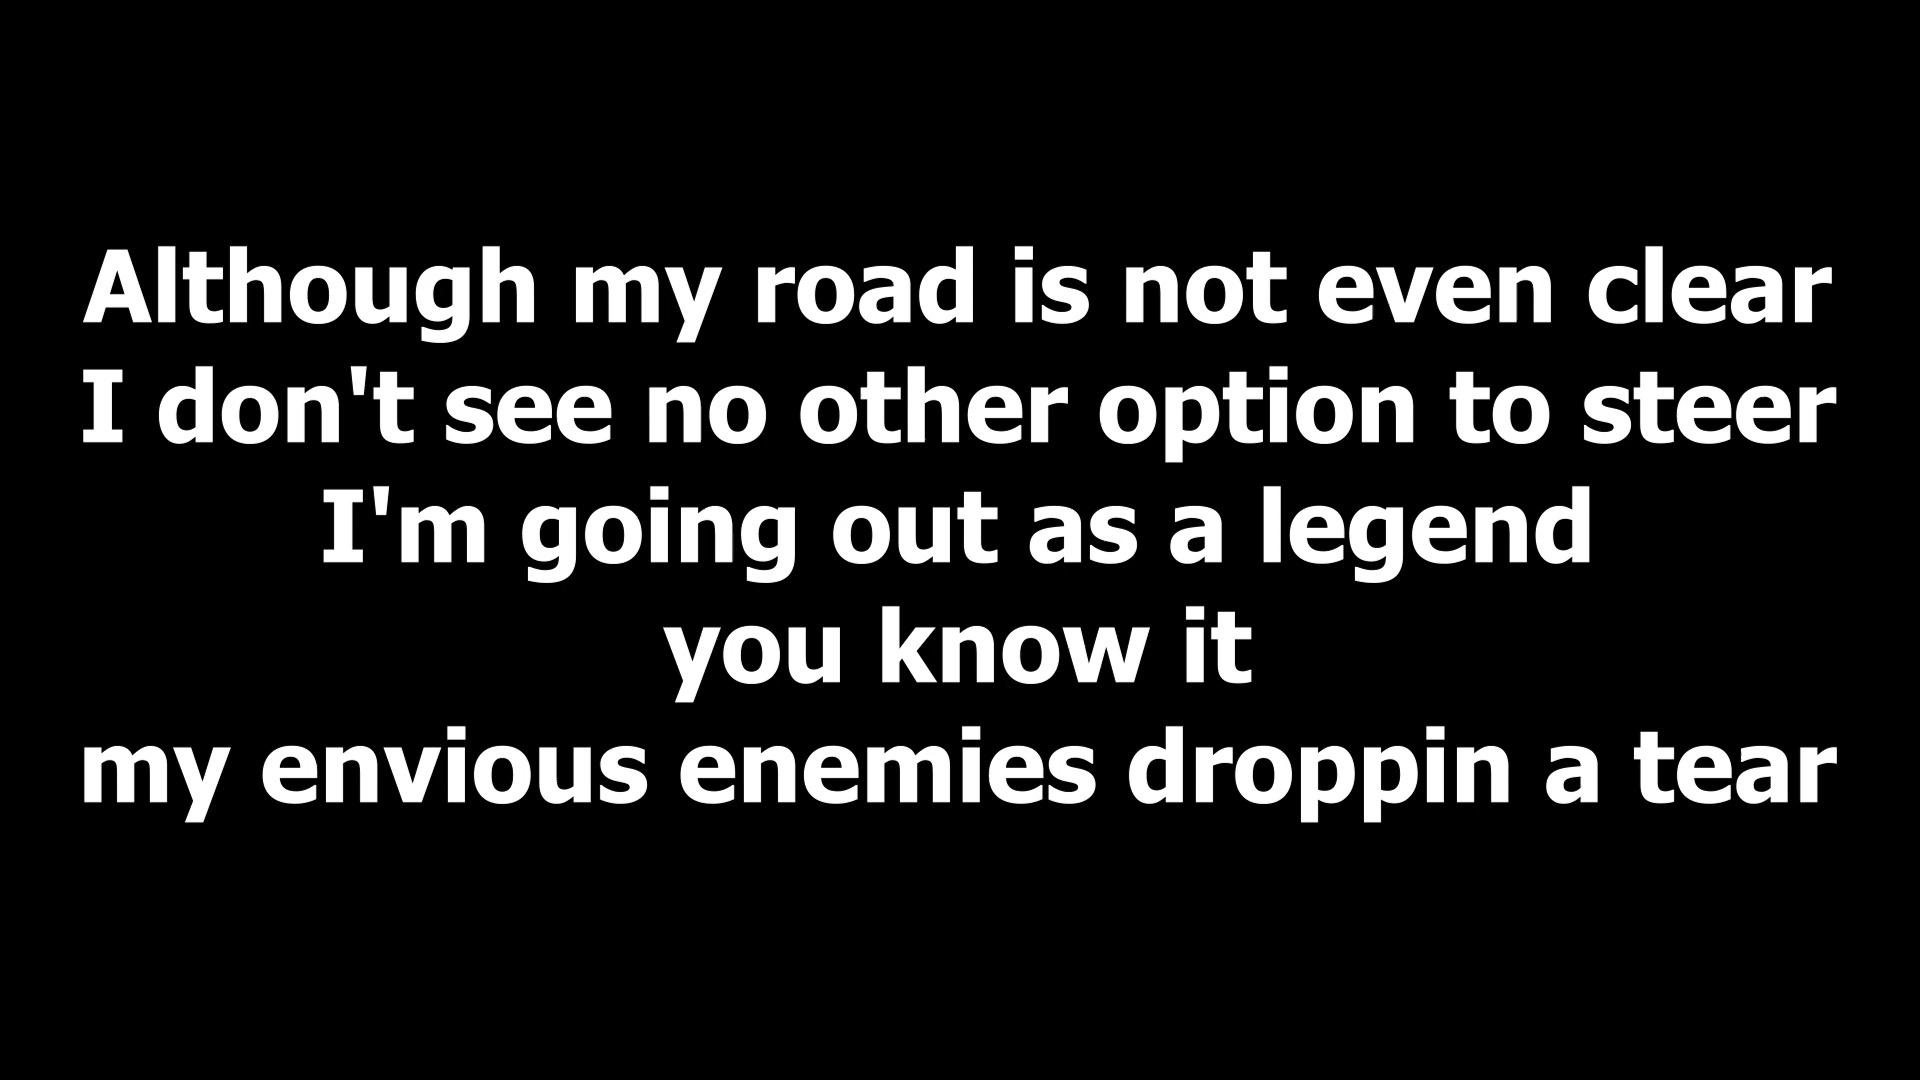 Although my road is not even clear
I don't see no other option to steer
I'm going out as a legend
you know it
my envious enemies droppin a tear